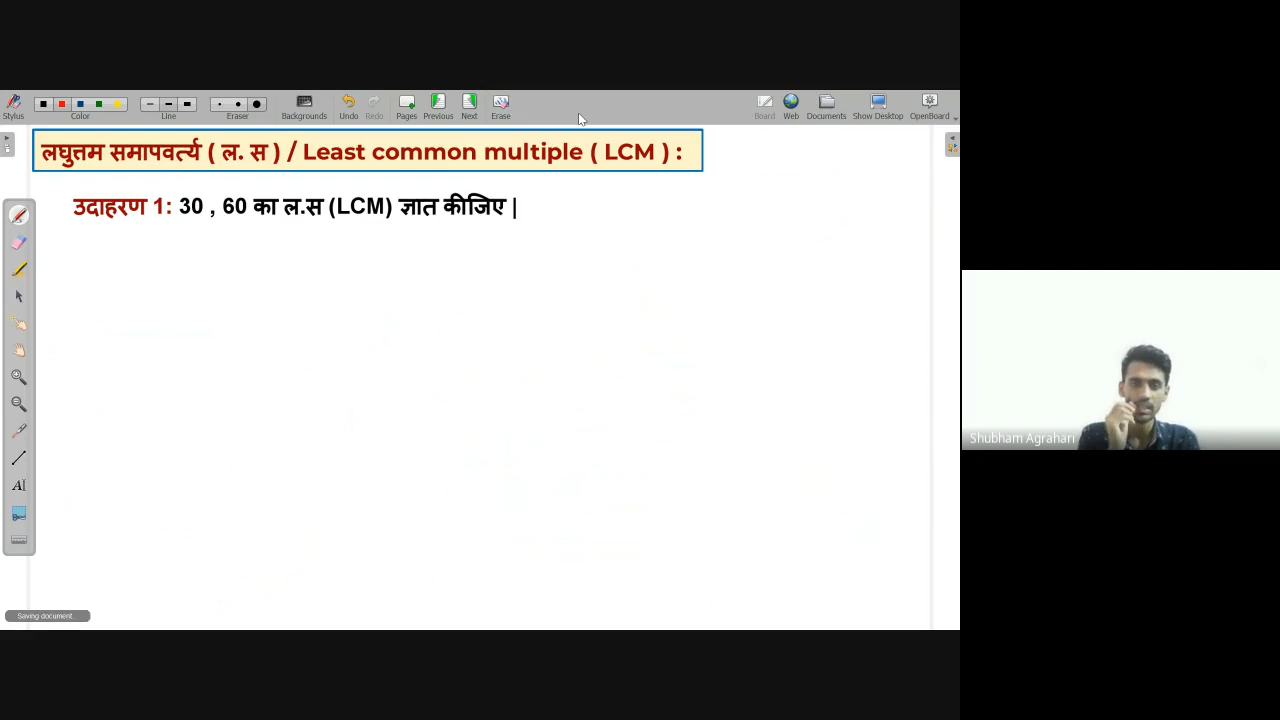 Stylus
Color
Line
Eraser
Backgrounds
Undo
Redo
Pages
Previous
Next
Erase
Board
Web
Documents
Show Desktop
OpenBoard
लघुत्तम समापवर्त्य ( ल. स ) / Least common multiple ( LCM ) :
उदाहरण 1: 30 , 60 का ल.स (LCM) ज्ञात कीजिए |
Shubham Agrahari
Saving document